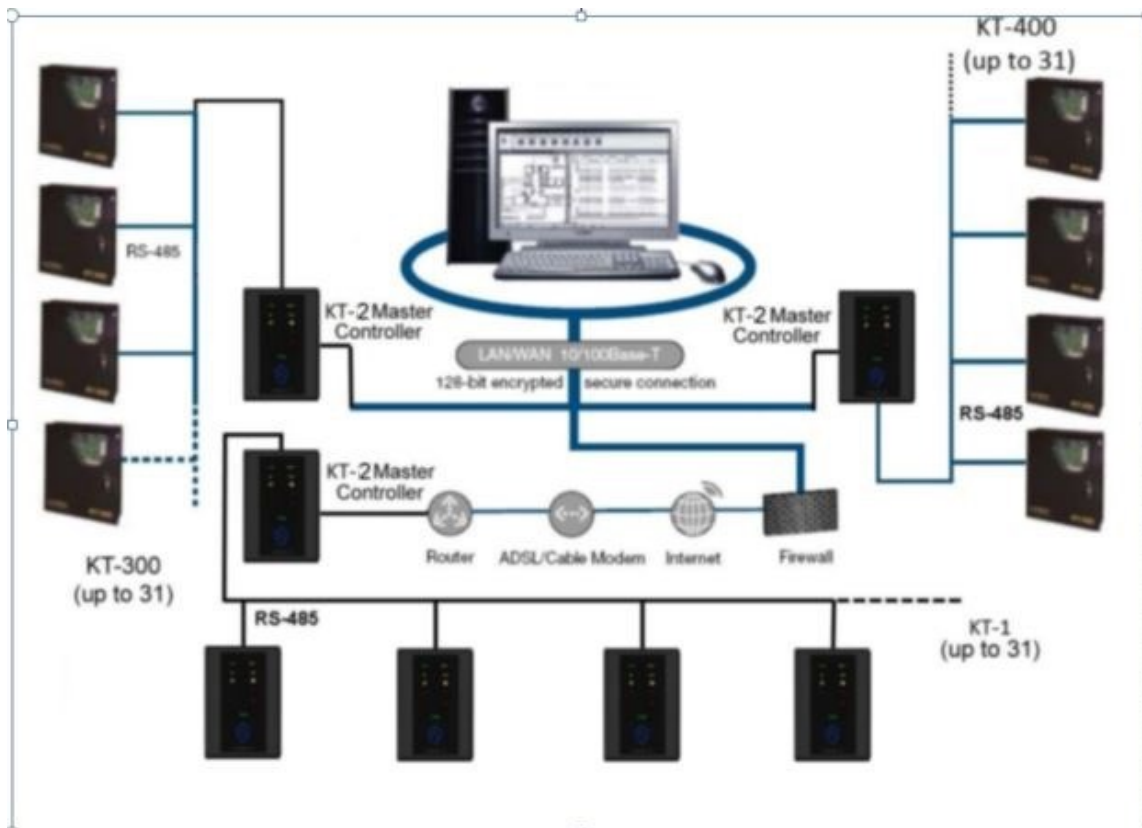 KT-400
(up to 31)
RS-485
KT-2 Master
Controller
KT-2 Master
Controller
LAN/WAN 10/100Base-T
128-bit encrypted secure connection
RS-485
KT-2 Master
Controller
Router
ADSL/Cable Modem
Internet
Firewall
KT-300
(up to 31)
RS-485
KT-1
(up to 31)